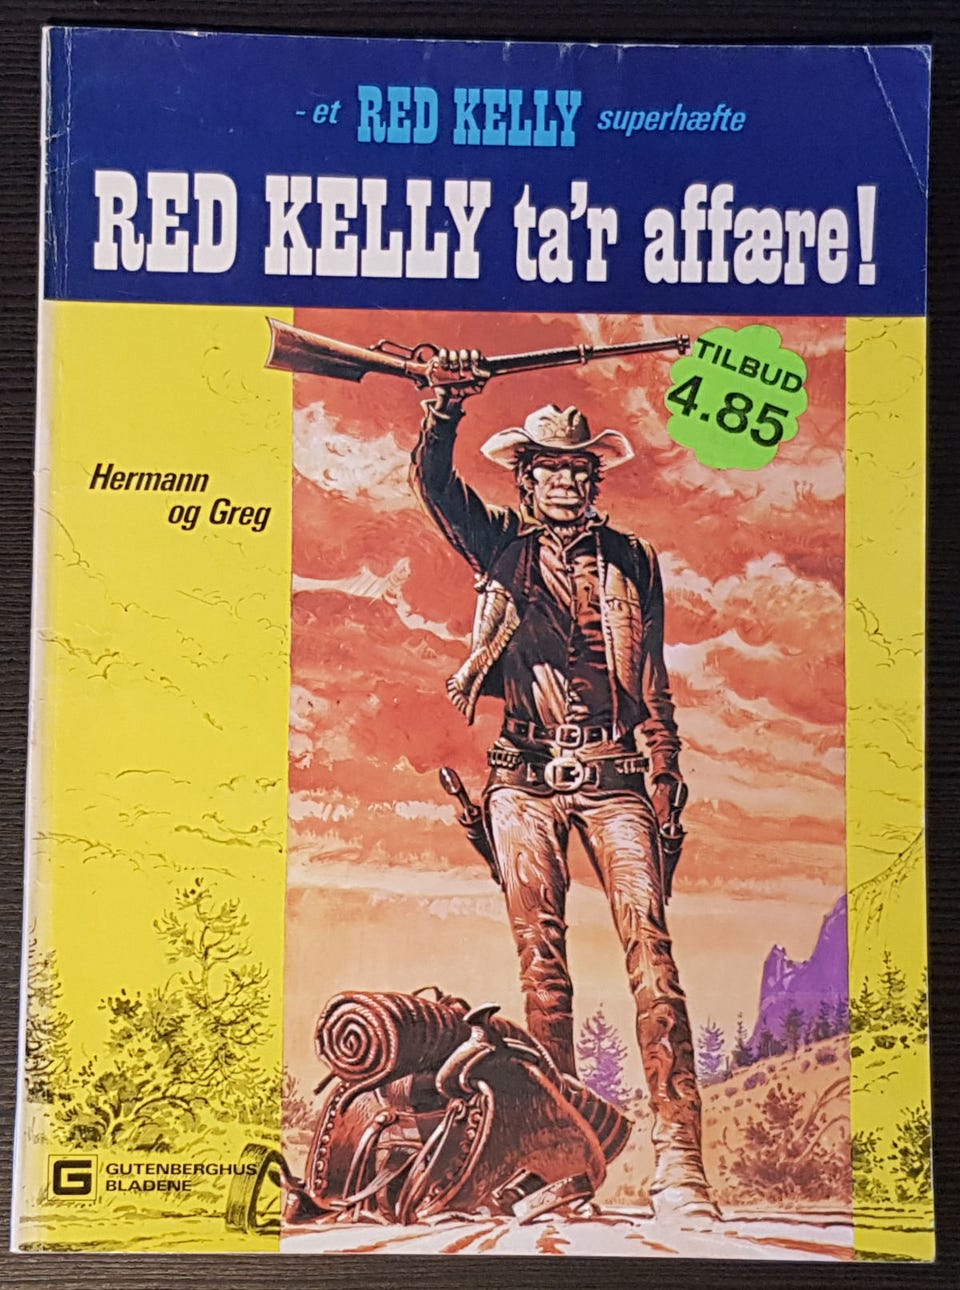 - et RED KELLY superhæfte
RED KELLY ta'r affære!
TILBUD
4.85
Hermann
og Greg
G GUTENBERGHUS
BLADENE